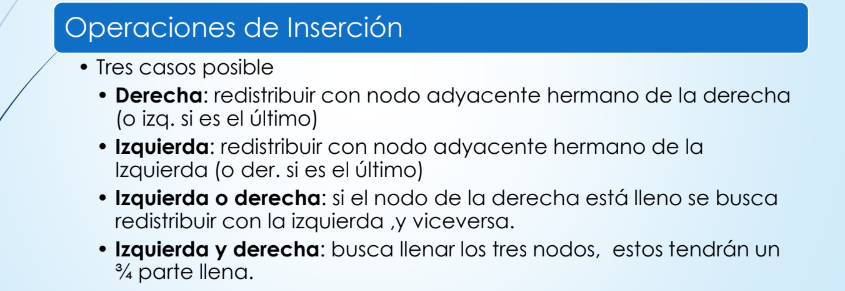 Operaciones de Inserción
• Tres casos posible
• Derecha: redistribuir con nodo adyacente hermano de la derecha
(o izq. si es el último)
• Izquierda: redistribuir con nodo adyacente hermano de la
Izquierda (o der. si es el último)
• Izquierda o derecha: si el nodo de la derecha está lleno se busca
redistribuir con la izquierda ,y viceversa.
• Izquierda y derecha: busca llenar los tres nodos, estos tendrán un
¾ parte llena.